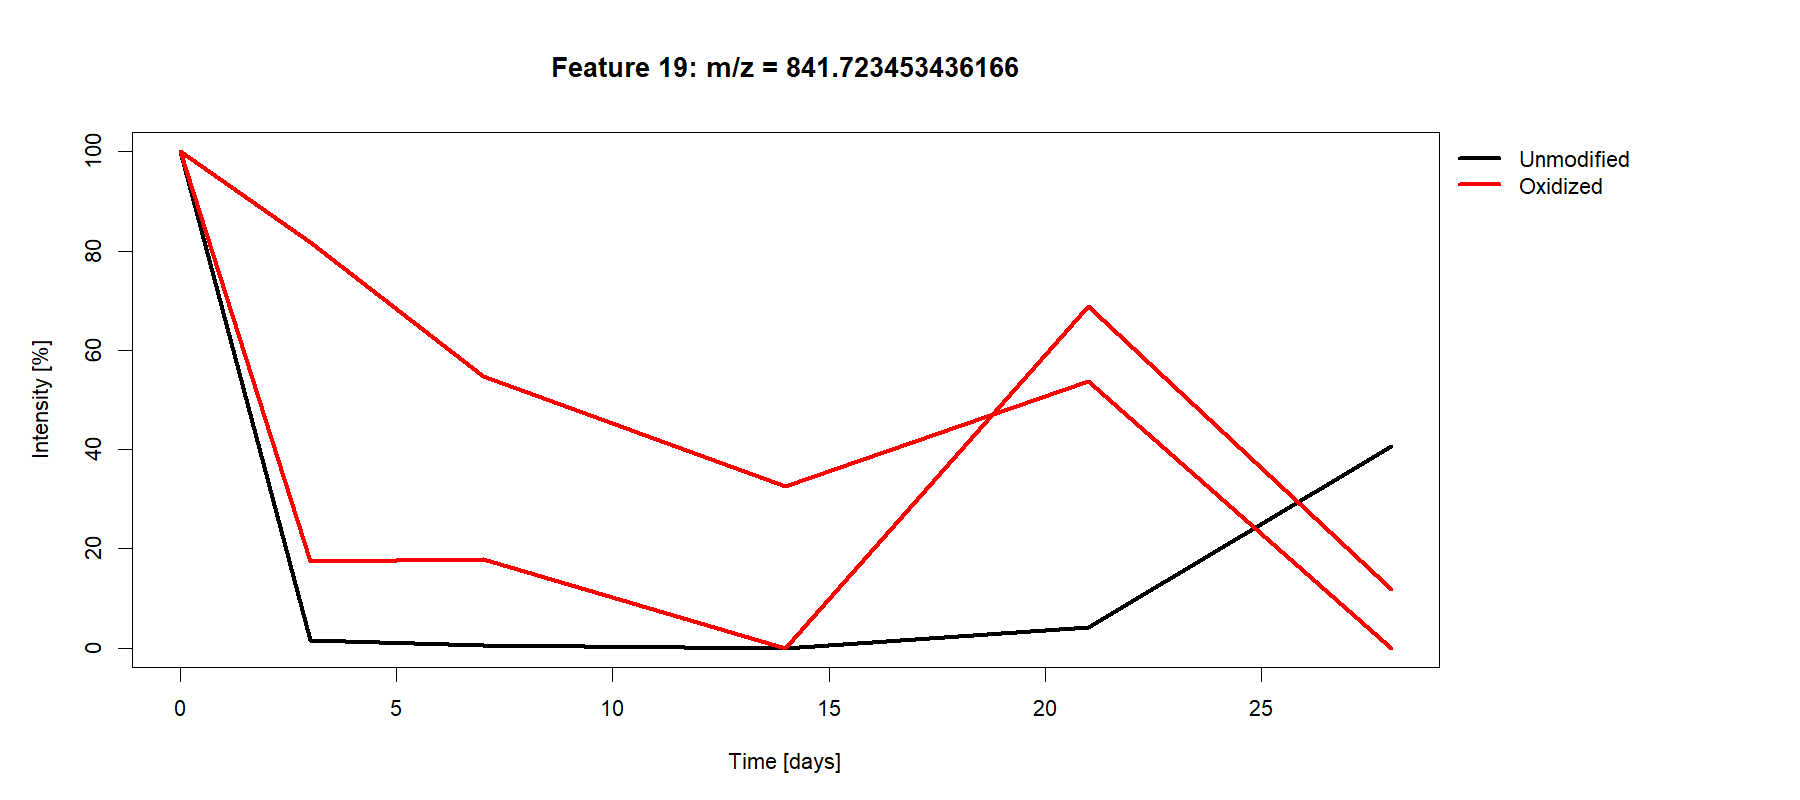 Feature 19: m/z = 841.723453436166
Unmodified
Oxidized
Intensity [%]
100
80
60
40
20
0
0 5 10 15 20 25
Time [days]